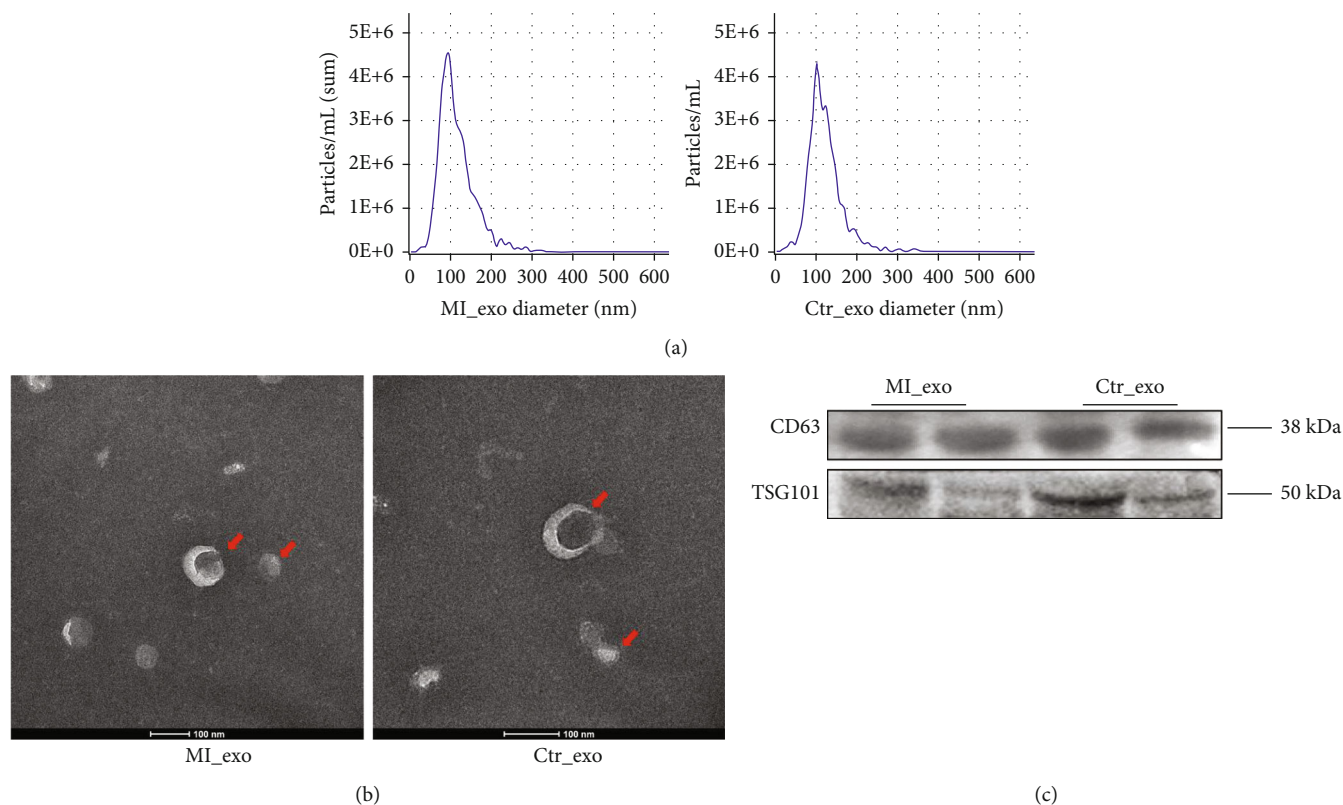 5E+6
4E+6
3E+6
2E+6
1E+6
0E+0
Particles/mL (sum)
0 100 200 300 400 500 600
MI_exo diameter (nm)
5E+6
4E+6
3E+6
2E+6
1E+6
0E+0
Particles/mL
0 100 200 300 400 500 600
Ctr_exo diameter (nm)
(a)
100 nm
MI_exo
100 nm
Ctr_exo
(b)
MI_exo Ctr_exo
CD63 38 kDa
TSG101 50 kDa
(c)